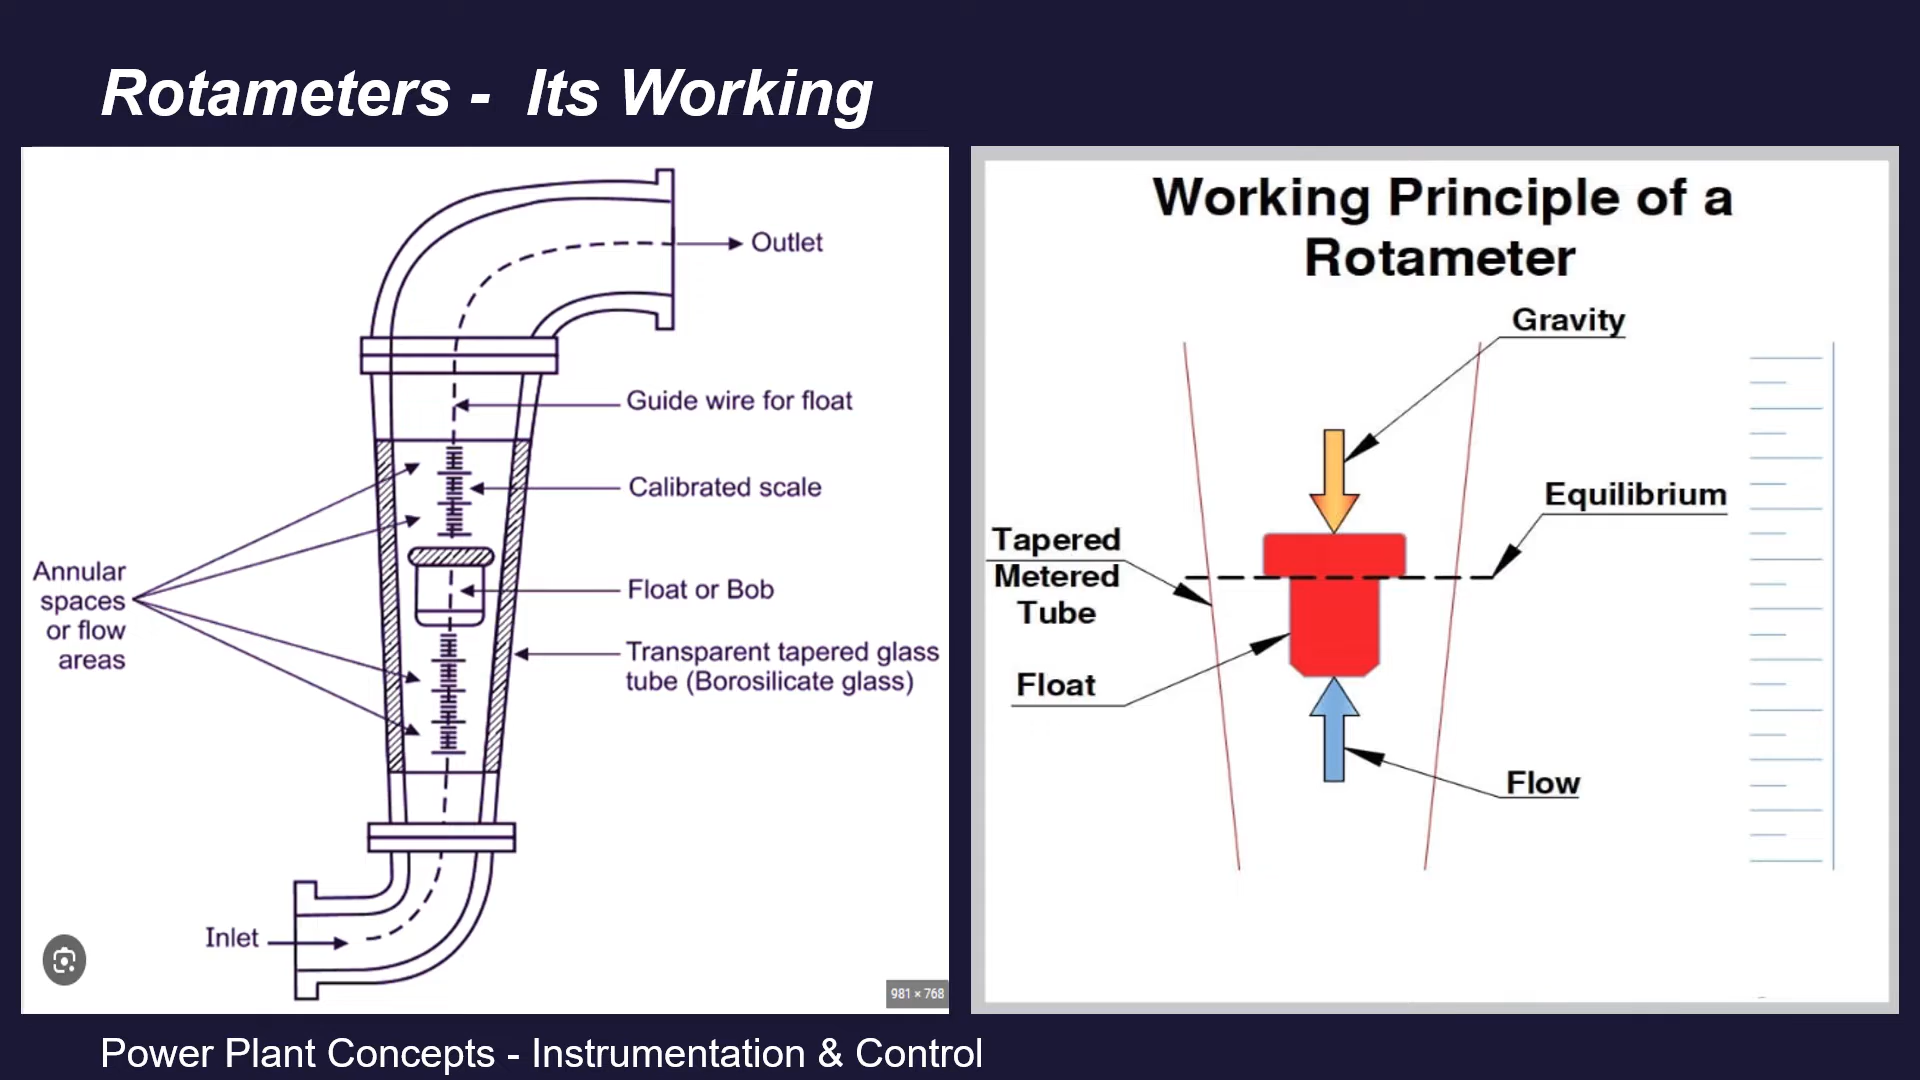 Rotameters - Its Working
Outlet
Guide wire for float
Calibrated scale
Annular
spaces
or flow
areas
Float or Bob
Transparent tapered glass
tube (Borosilicate glass)
Inlet
981 × 768
Working Principle of a
Rotameter
Gravity
Equilibrium
Tapered
Metered
Tube
Float
Flow
Power Plant Concepts - Instrumentation & Control